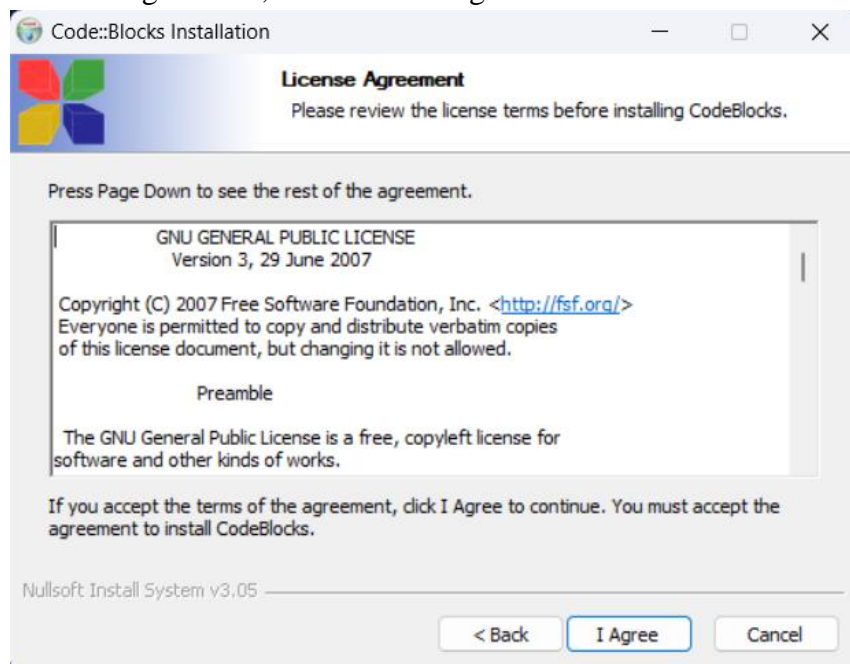 Code::Blocks Installation
License Agreement
Please review the license terms before installing CodeBlocks.
Press Page Down to see the rest of the agreement.
GNU GENERAL PUBLIC LICENSE
Version 3, 29 June 2007
Copyright (C) 2007 Free Software Foundation, Inc. <http://fsf.org/>
Everyone is permitted to copy and distribute verbatim copies
of this license document, but changing it is not allowed.
Preamble
The GNU General Public License is a free, copyleft license for
software and other kinds of works.
If you accept the terms of the agreement, click I Agree to continue. You must accept the
agreement to install CodeBlocks.
Nullsoft Install System v3.05
< Back I Agree Cancel